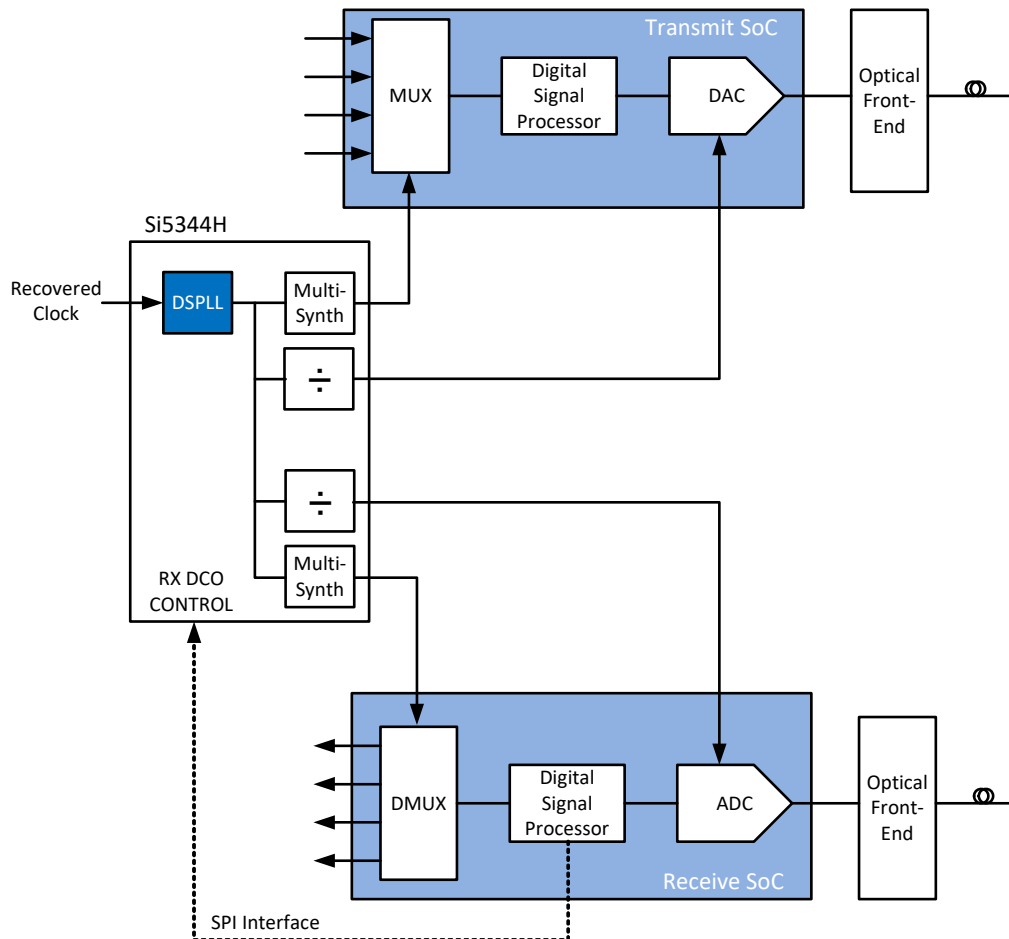 Transmit SoC
MUX
Digital
Signal
Processor
DAC
Optical
Front-
End
Si5344H
Recovered
Clock
DSPLL
Multi-
Synth
÷
÷
Multi-
Synth
RX DCO
CONTROL
DMUX
Digital
Signal
Processor
ADC
Optical
Front-
End
Receive SoC
SPI Interface